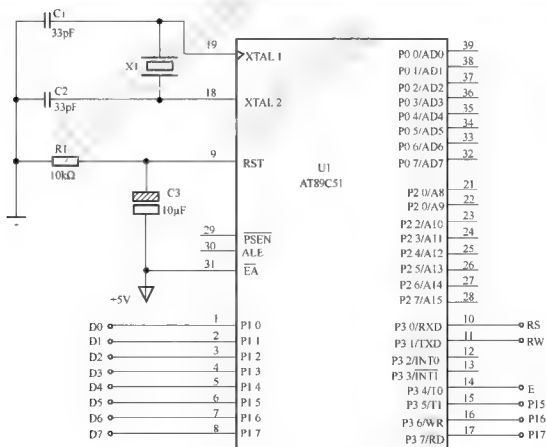 C1
33pF
X1
C2
33pF
R1
10kΩ
C3
10μF
+5V
19 XTAL 1
18 XTAL 2
9 RST
29 PSEN
30 ALE
31 EA
D0 1 P1 0
D1 2 P1 1
D2 3 P1 2
D3 4 P1 3
D4 5 P1 4
D5 6 P1 5
D6 7 P1 6
D7 8 P1 7
U1
AT89C51
P0 0/AD0 39
P0 1/AD1 38
P0 2/AD2 37
P0 3/AD3 36
P0 4/AD4 35
P0 5/AD5 34
P0 6/AD6 33
P0 7/AD7 32
P2 0/A8 21
P2 0/A9 22
P2 2/A10 23
P2 3/A11 24
P2 4/A12 25
P2 5/A13 26
P2 6/A14 27
P2 7/A15 28
P3 0/RXD 10 RS
P3 1/TXD 11 RW
P3 2/INT0 12
P3 3/INT1 13
P3 4/T0 14 E
P3 5/T1 15 P15
P3 6/WR 16 P16
P3 7/RD 17 P17